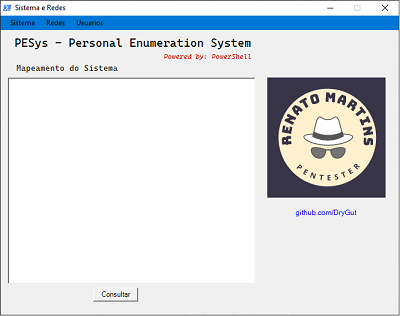 Sistema e Redes
Sistema Redes Usuarios
PESys - Personal Enumeration System
Powered by: PowerShell
Mapeamento do Sistema
RENATO MARTINS
PENTESTER
github.com/DryGut
Consultar